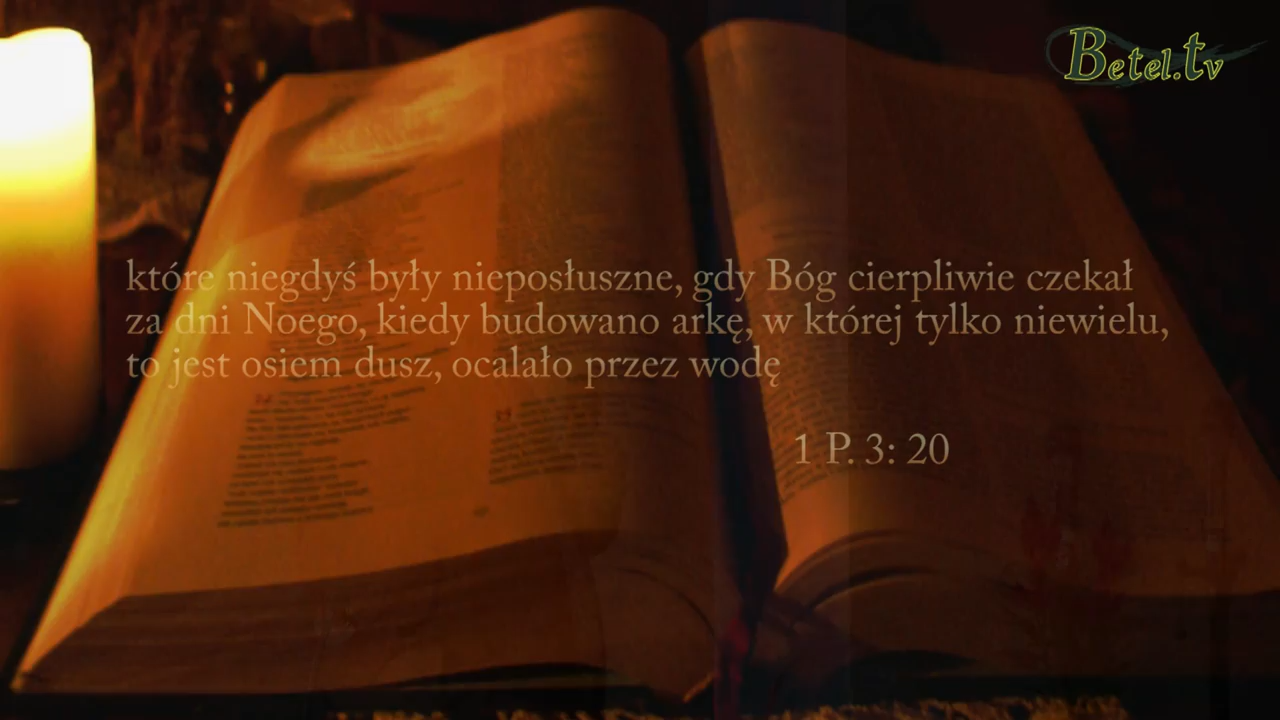 Betel.tv
które niegdyś były nieposłuszne, gdy Bóg cierpliwie czekał
za dni Noego, kiedy budowano arkę, w której tylko niewielu,
to jest osiem dusz, ocalało przez wodę
1 P. 3: 20